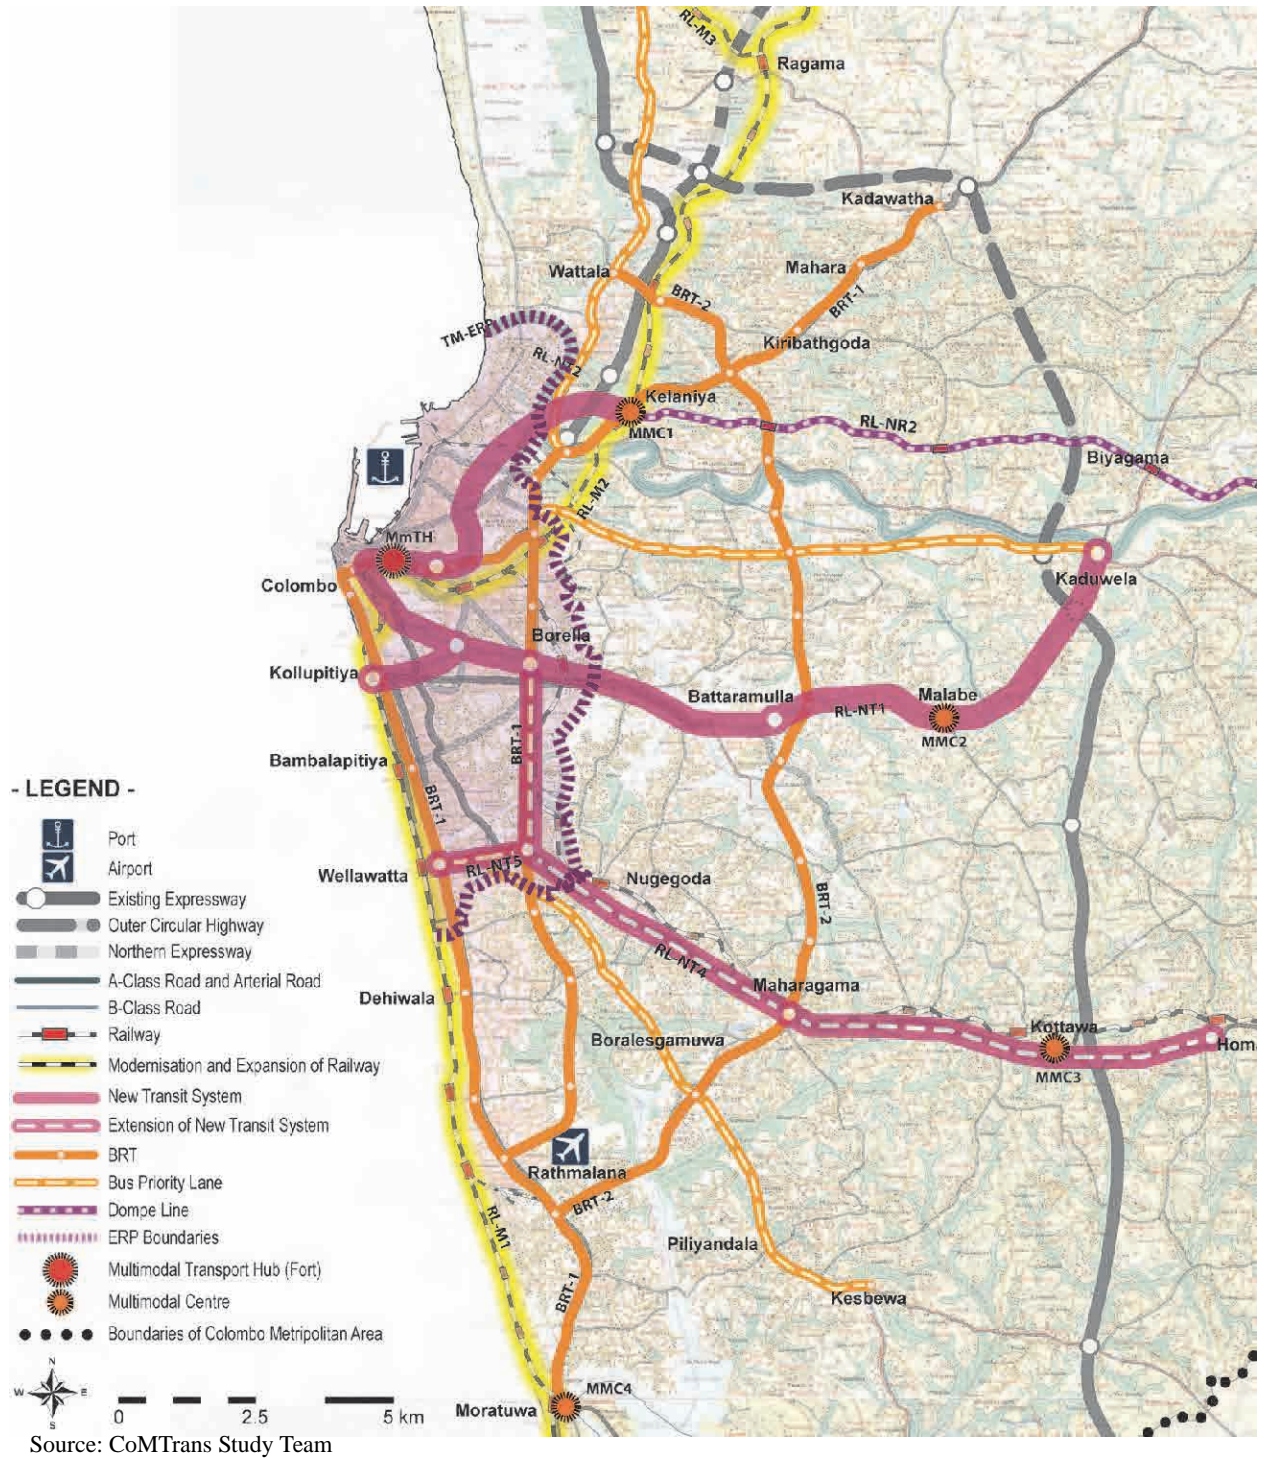 RL-M3
Ragama
Kadawatha
Mahara
Wattala
BRT-2
BRT-1
TM-ERP
Kiribathgoda
RL-NT2
Kelaniya
MMC1
RL-NR2
Biyagama
RL-M2
MmTH
Colombo
Kaduwela
Borella
Kollupitiya
Battaramulla
Malabe
RL-NT1
MMC2
BRT-1
Bambalapitiya
BRT-1
Wellawatta
RL-NT5
Nugegoda
BRT-2
RL-NT4
Maharagama
Dehiwala
Boralesgamuwa
Kottawa
MMC3
Hom
Rathmalana
BRT-2
RL-M1
Piliyandala
BRT-1
Kesbewa
MMC4
Moratuwa
- LEGEND -
Port
Airport
Existing Expressway
Outer Circular Highway
Northern Expressway
A-Class Road and Arterial Road
B-Class Road
Railway
Modernisation and Expansion of Railway
New Transit System
Extension of New Transit System
BRT
Bus Priority Lane
Dompe Line
ERP Boundaries
Multimodal Transport Hub (Fort)
Multimodal Centre
Boundaries of Colombo Metripolitan Area
N
W E
S
0 2.5 5 km
Source: CoMTrans Study Team